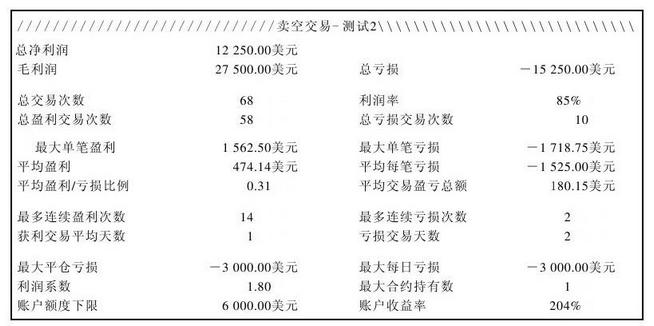 //////////////////////////////卖空交易-测试2\\\\\\\\\\\\\\\\\\\\\\\\\\\\\\
总净利润 12 250.00美元
毛利润 27 500.00美元 总亏损 －15 250.00美元
总交易次数 68 利润率 85%
总盈利交易次数 58 总亏损交易次数 10
最大单笔盈利 1 562.50美元 最大单笔亏损 －1 718.75美元
平均盈利 474.14美元 平均每笔亏损 －1 525.00美元
平均盈利/亏损比例 0.31 平均交易盈亏总额 180.15美元
最多连续盈利次数 14 最多连续亏损次数 2
获利交易平均天数 1 亏损交易天数 2
最大平仓亏损 －3 000.00美元 最大每日亏损 －3 000.00美元
利润系数 1.80 最大合约持有数 1
账户额度下限 6 000.00美元 账户收益率 204%